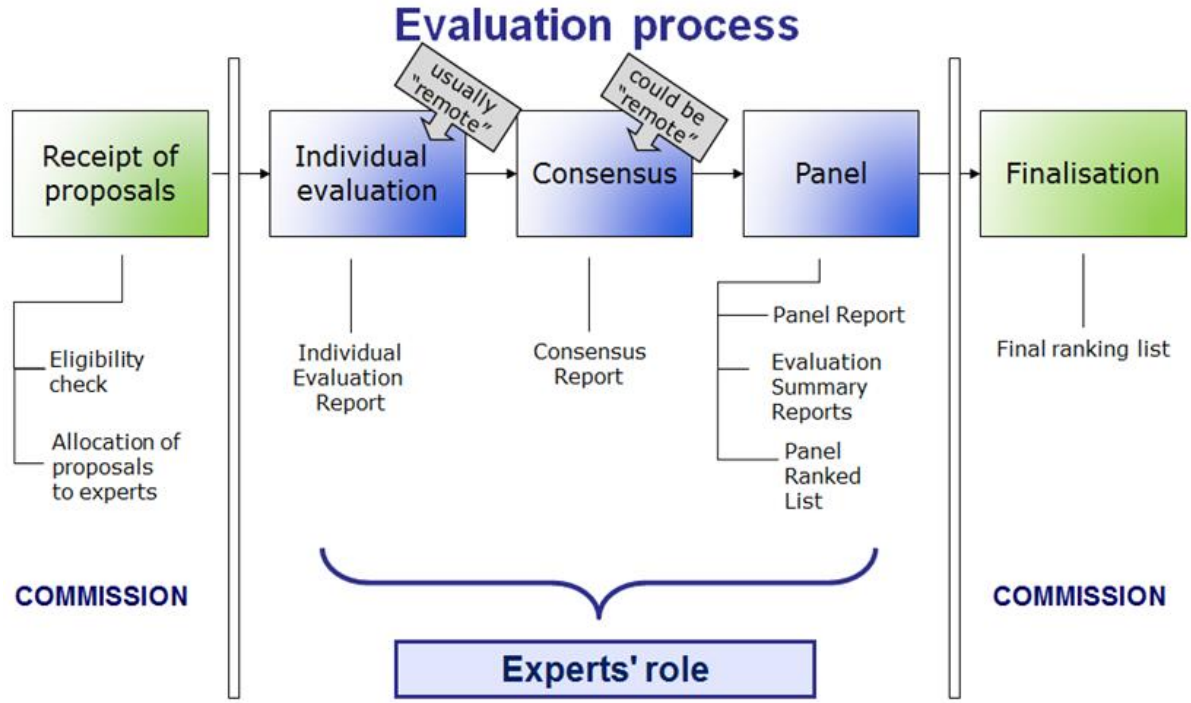 Evaluation process
usually
"remote"
could be
"remote"
Receipt of
proposals
Individual
evaluation
Consensus
Panel
Finalisation
Eligibility
check
Allocation of
proposals
to experts
Individual
Evaluation
Report
Consensus
Report
Panel Report
Evaluation
Summary
Reports
Panel
Ranked
List
Final ranking list
COMMISSION
COMMISSION
Experts' role